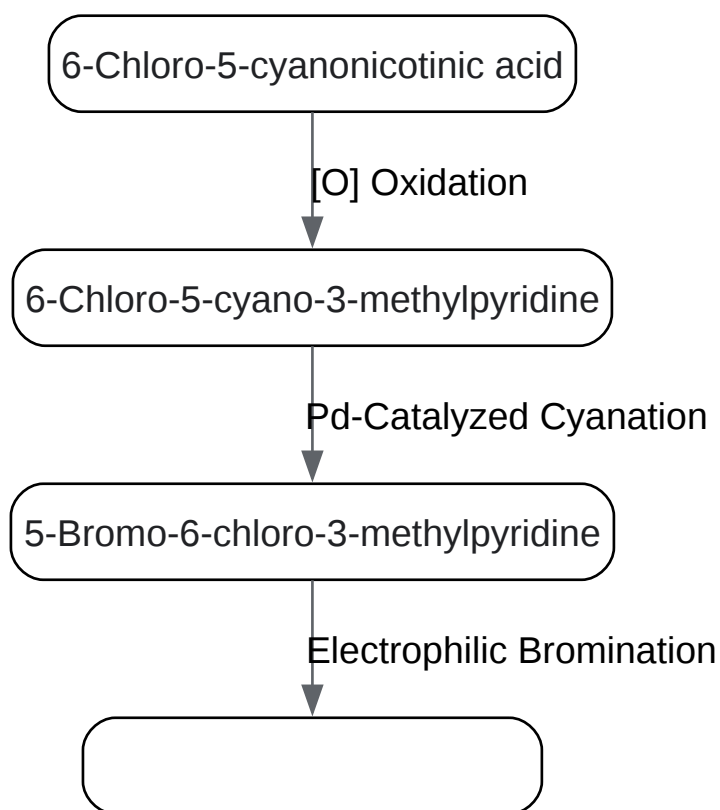 6-Chloro-5-cyanonicotinic acid
[O] Oxidation
6-Chloro-5-cyano-3-methylpyridine
Pd-Catalyzed Cyanation
5-Bromo-6-chloro-3-methylpyridine
Electrophilic Bromination